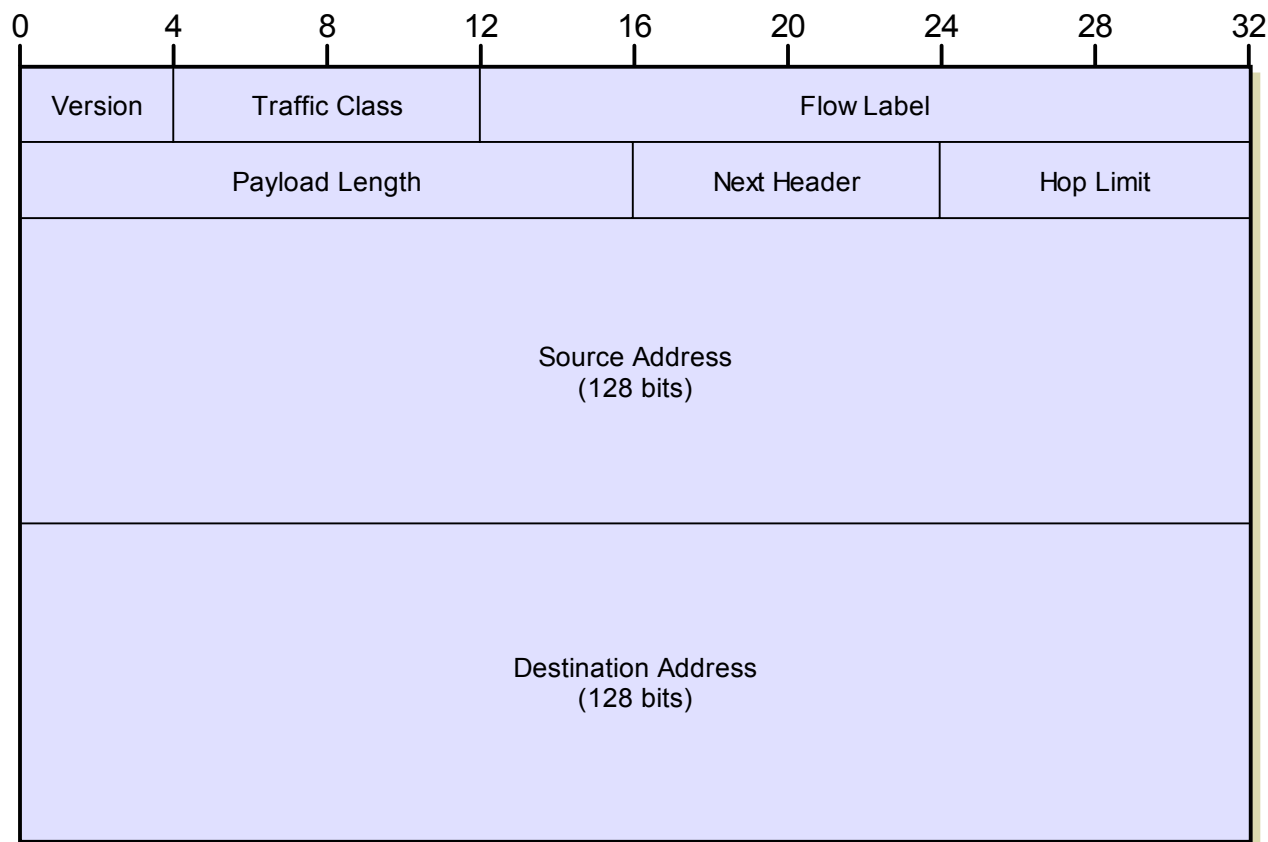 0 4 8 12 16 20 24 28 32
Version Traffic Class Flow Label
Payload Length Next Header Hop Limit
Source Address
(128 bits)
Destination Address
(128 bits)